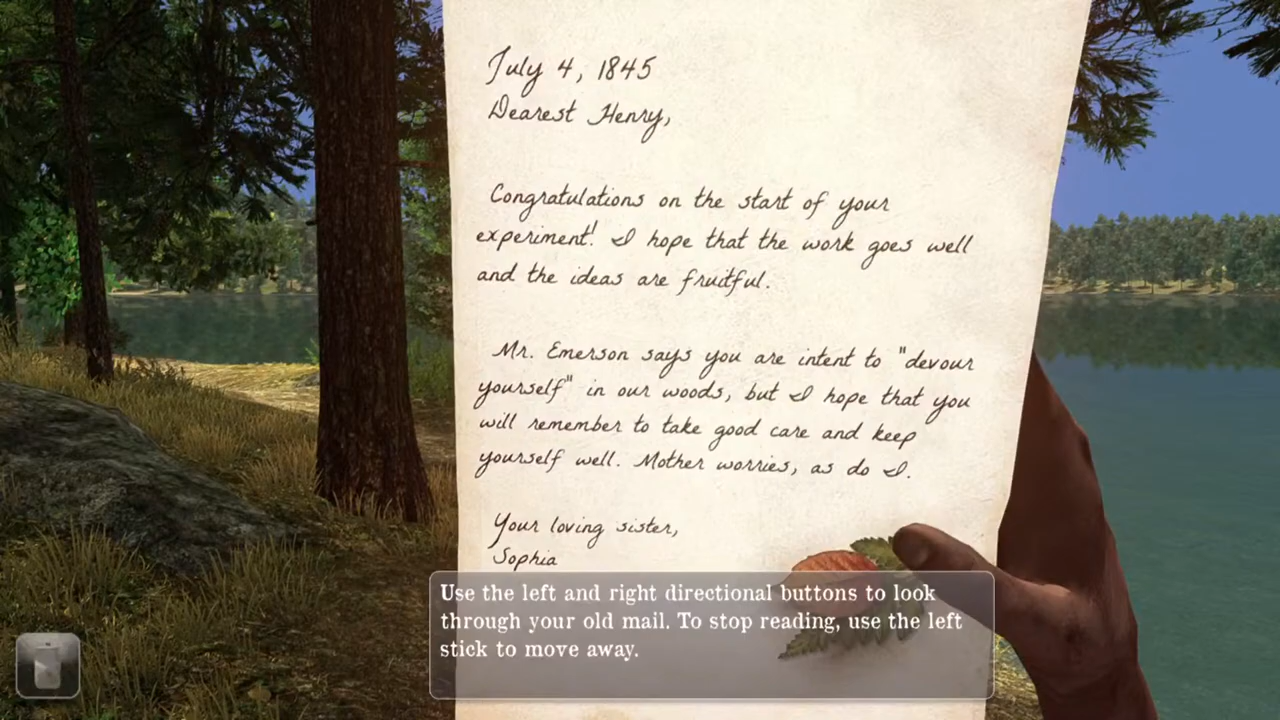 July 4, 1845
Dearest Henry,
Congratulations on the start of your
experiment! I hope that the work goes well
and the ideas are fruitful.
Mr. Emerson says you are intent to "devour
yourself" in our woods, but I hope that you
will remember to take good care and keep
yourself well. Mother worries, as do I.
Your loving sister,
Sophia
Use the left and right directional buttons to look
through your old mail. To stop reading, use the left
stick to move away.